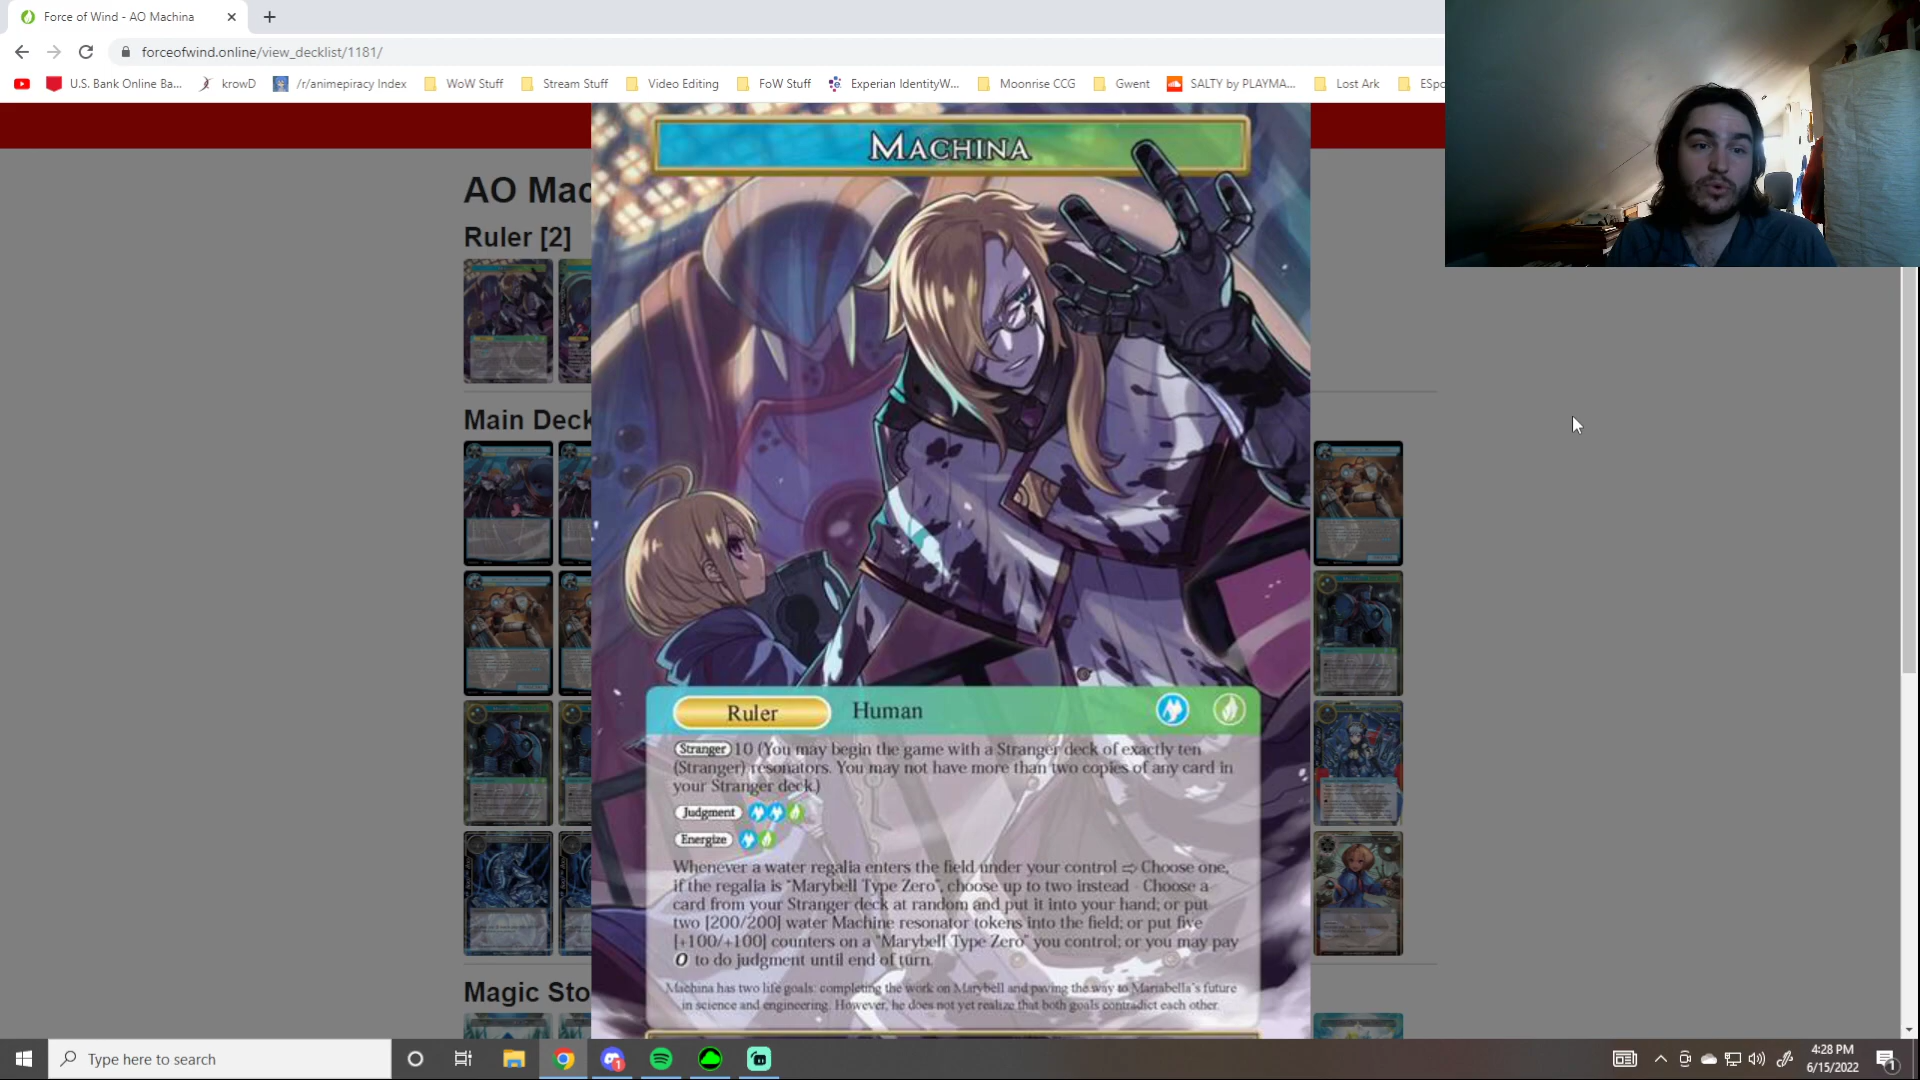 Force of Wind - AO Machina
forceofwind.online/view_decklist/1181/
U.S. Bank Online Ba...
krowD
/r/animepiracy Index
WoW Stuff
Stream Stuff
Video Editing
FoW Stuff
Experian IdentityW...
Moonrise CCG
Gwent
SALTY by PLAYMA...
Lost Ark
ESpo
AO Mac
Ruler [2]
Main Deck
Magic Sto
MACHINA
Ruler Human
Stranger 10 (You may begin the game with a Stranger deck of exactly ten
(Stranger) resonators. You may not have more than two copies of any card in
your Stranger deck.)
Judgment
Energize
Whenever a water regalia enters the field under your control ⇨ Choose one,
if the regalia is "Marybell Type Zero", choose up to two instead - Choose a
card from your Stranger deck at random and put it into your hand; or put
two [200/200] water Machine resonator tokens into the field; or put five
[+100/+100] counters on a "Marybell Type Zero" you control; or you may pay
0 to do judgment until end of turn.
Machina has two life goals: completing the work on Marybell and paving the way to Mariabella's future
in science and engineering. However, he does not yet realize that both goals contradict each other.
Type here to search
1
4:28 PM
6/15/2022
1